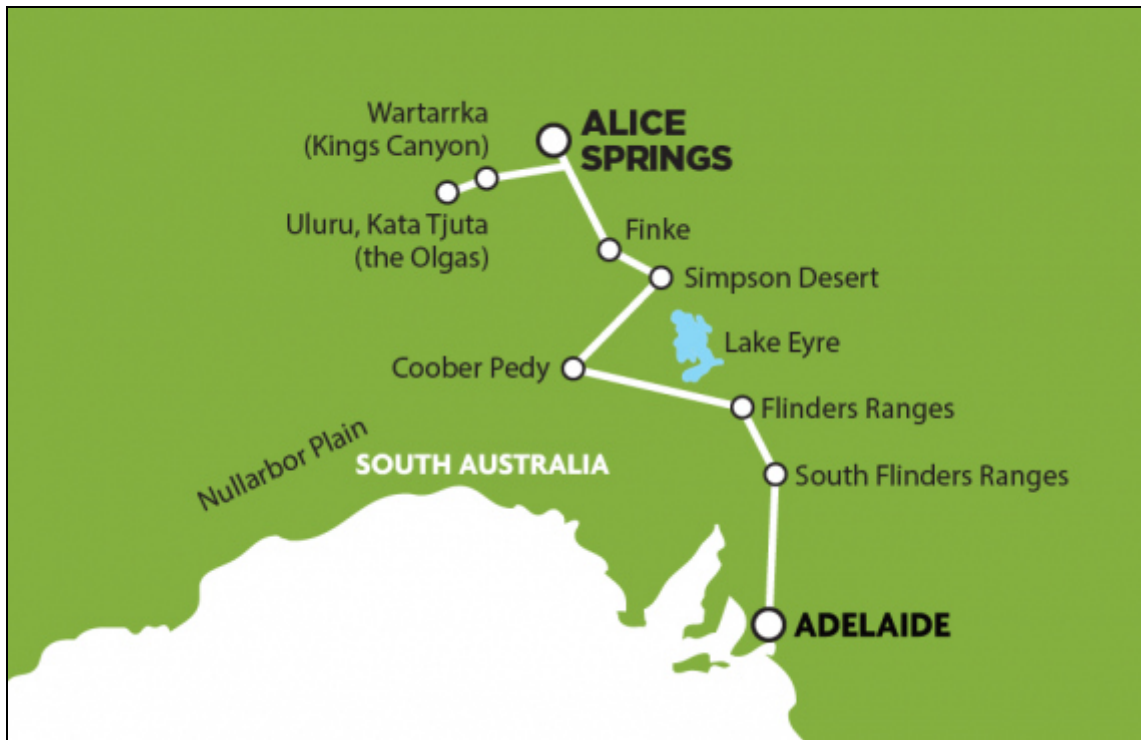 Wartarrka
(Kings Canyon)
ALICE
SPRINGS
Uluru, Kata Tjuta
(the Olgas)
Finke
Simpson Desert
Lake Eyre
Coober Pedy
Flinders Ranges
Nullarbor Plain
SOUTH AUSTRALIA
South Flinders Ranges
ADELAIDE